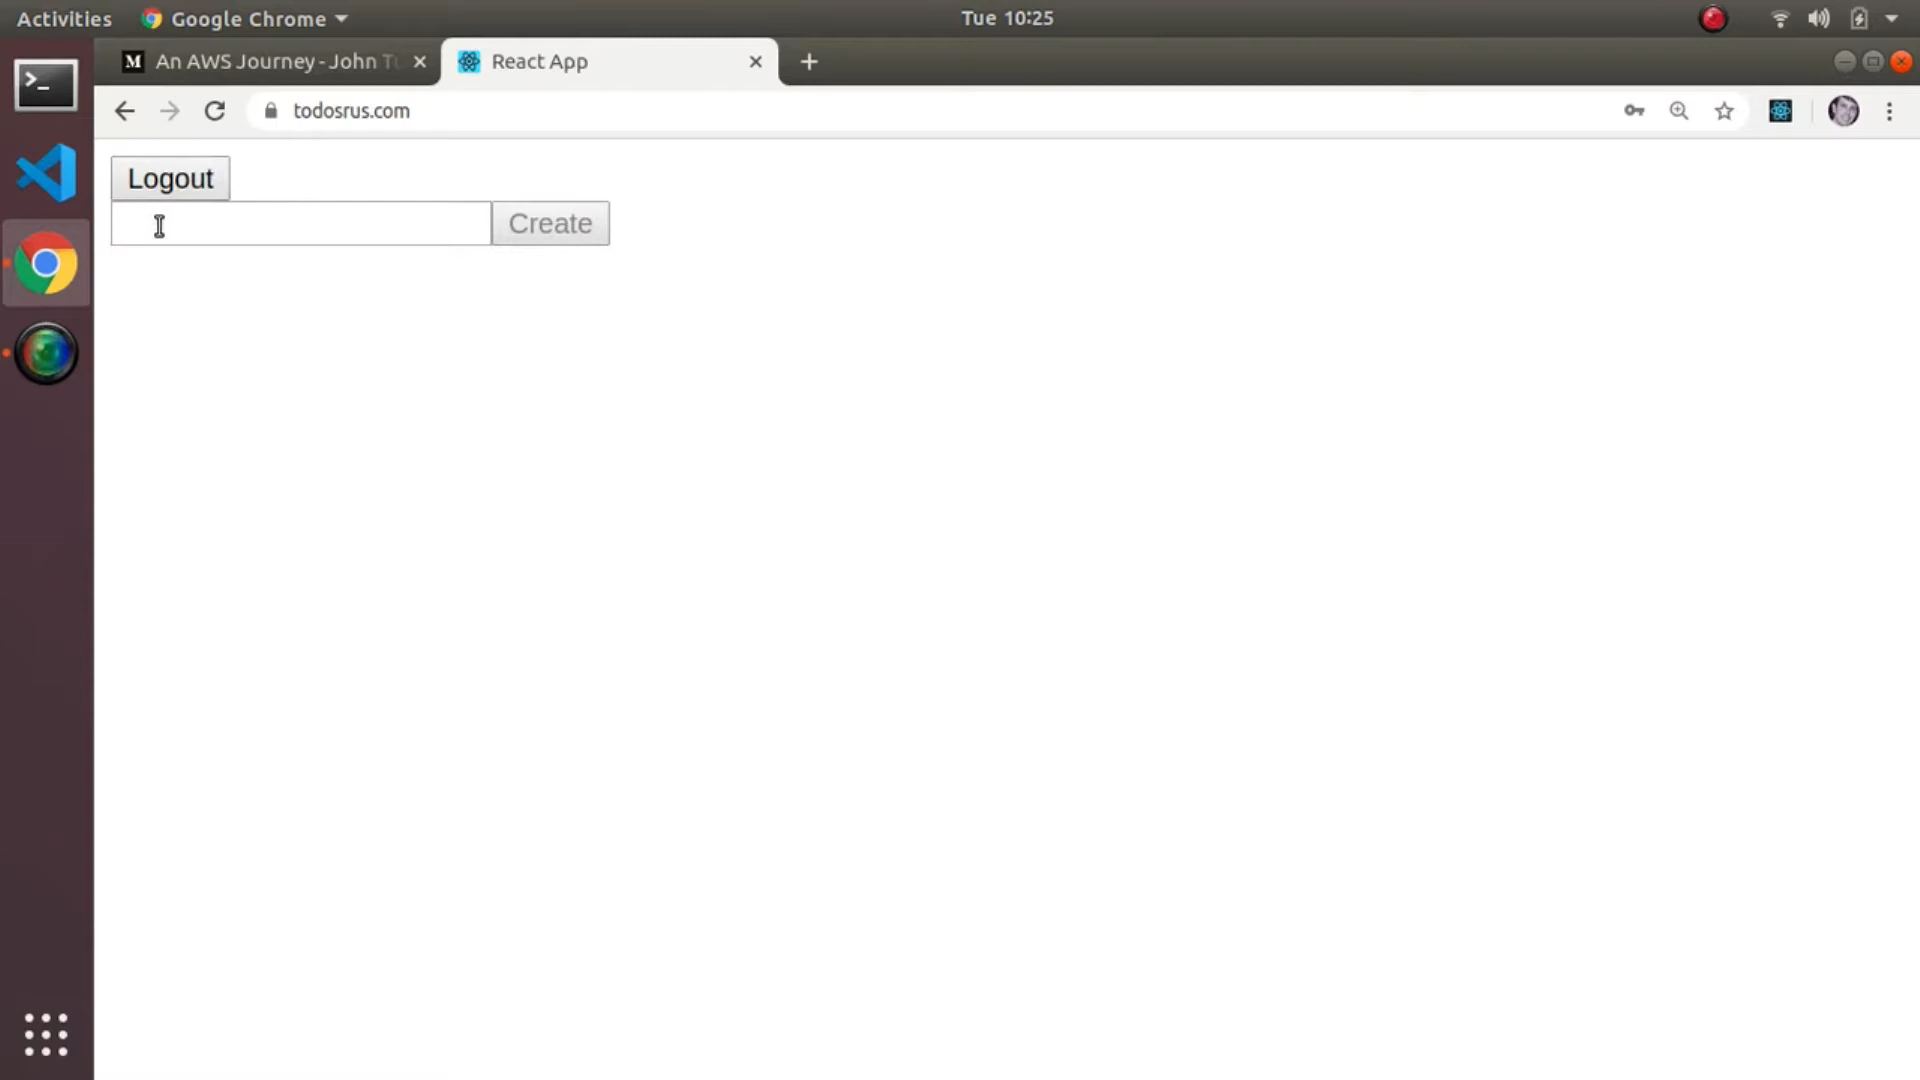 Activities Google Chrome Tue 10:25
M An AWS Journey - John React App
todosrus.com
Logout
Create